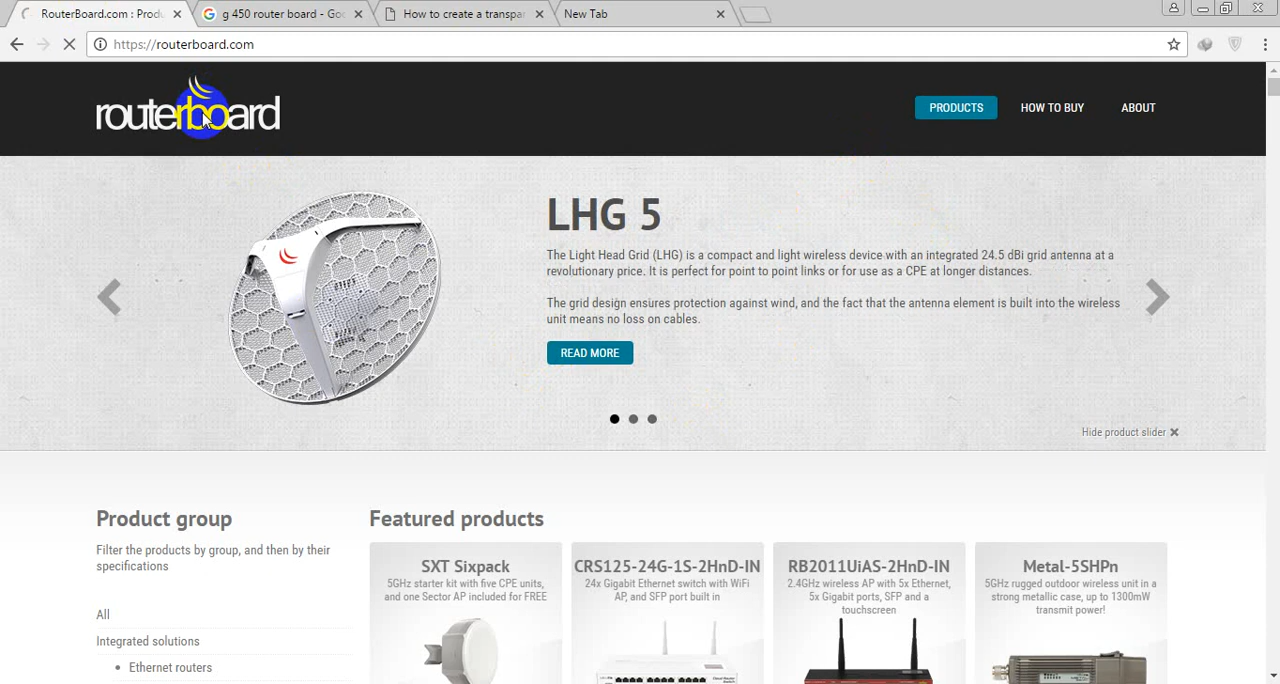 RouterBoard.com : Produ
g 450 router board - Goo
How to create a transpar
New Tab
https://routerboard.com
routerboard
PRODUCTS
HOW TO BUY
ABOUT
LHG 5
The Light Head Grid (LHG) is a compact and light wireless device with an integrated 24.5 dBi grid antenna at a
revolutionary price. It is perfect for point to point links or for use as a CPE at longer distances.
The grid design ensures protection against wind, and the fact that the antenna element is built into the wireless
unit means no loss on cables.
READ MORE
Hide product slider
Product group
Filter the products by group, and then by their
specifications
All
Integrated solutions
Ethernet routers
Featured products
SXT Sixpack
5GHz starter kit with five CPE units,
and one Sector AP included for FREE
CRS125-24G-1S-2HnD-IN
24x Gigabit Ethernet switch with WiFi
AP, and SFP port built in
RB2011UiAS-2HnD-IN
2.4GHz wireless AP with 5x Ethernet,
5x Gigabit ports, SFP and a
touchscreen
Metal-5SHPn
5GHz rugged outdoor wireless unit in a
strong metallic case, up to 1300mW
transmit power!